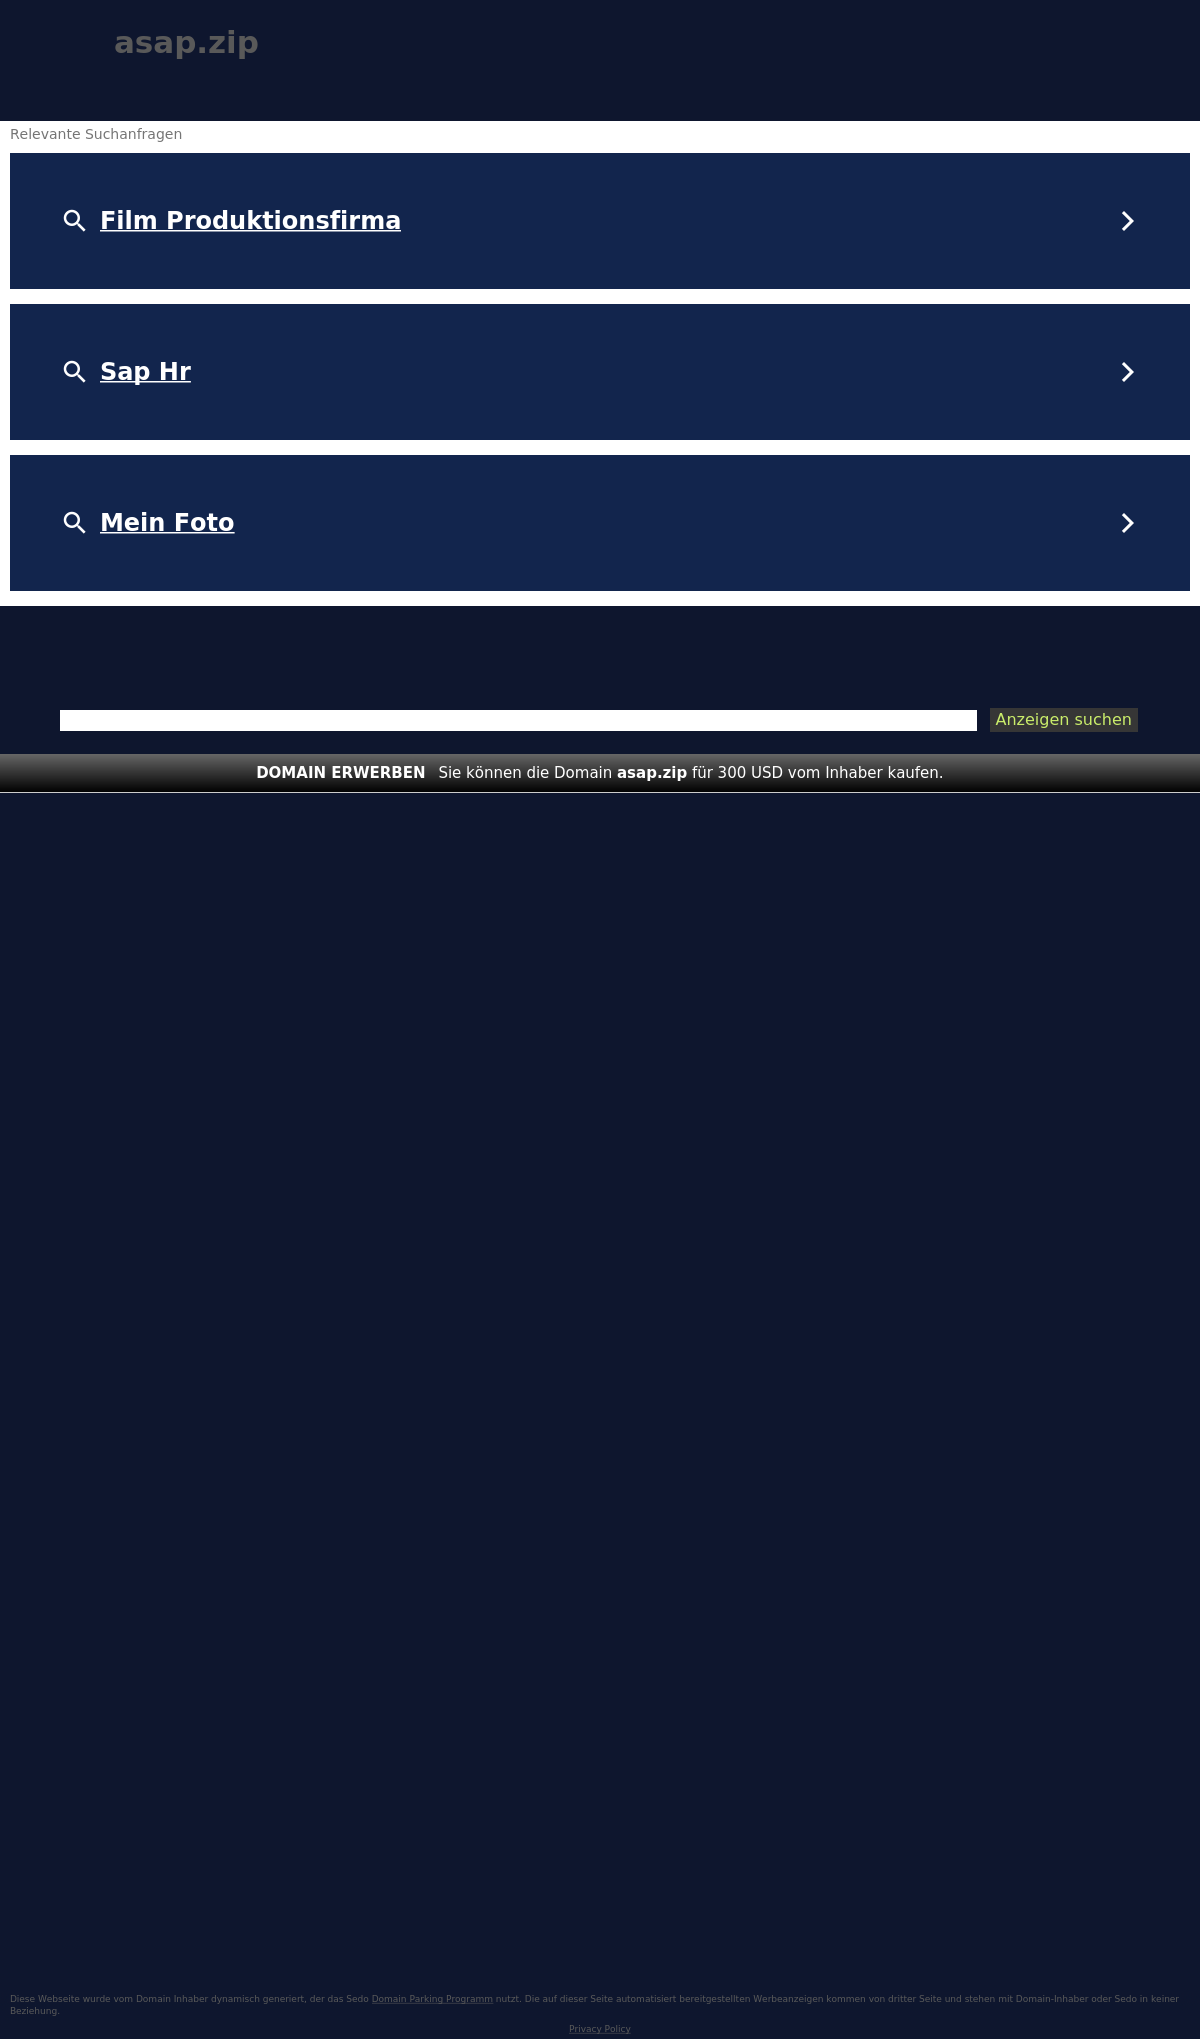 asap.zip
Relevante Suchanfragen
Film Produktionsfirma
Sap Hr
Mein Foto
Anzeigen suchen
DOMAIN ERWERBEN Sie können die Domain asap.zip für 300 USD vom Inhaber kaufen.
Diese Webseite wurde vom Domain Inhaber dynamisch generiert, der das Sedo Domain Parking Programm nutzt. Die auf dieser Seite automatisiert bereitgestellten Werbeanzeigen kommen von dritter Seite und stehen mit Domain-Inhaber oder Sedo in keiner
Beziehung.
Privacy Policy